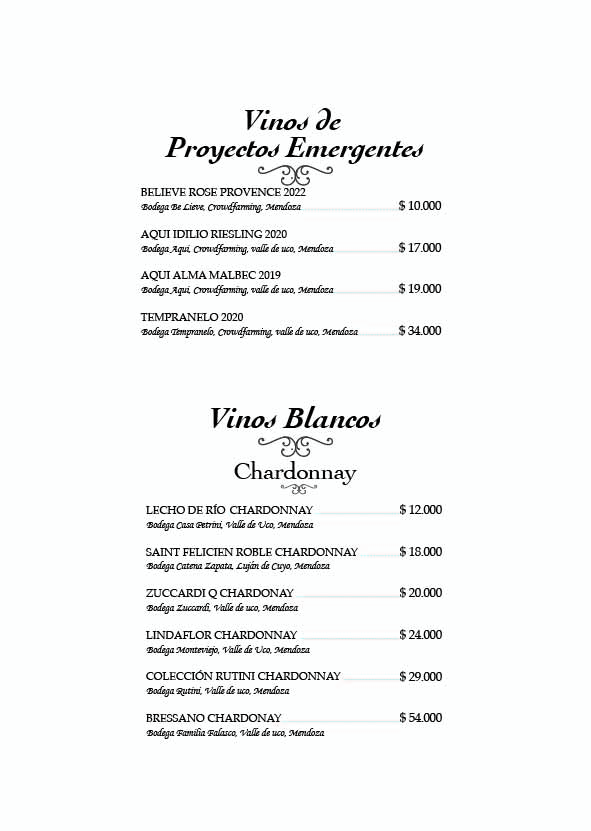 Vinos de
Proyectos Emergentes
BELIEVE ROSE PROVENCE 2022
Bodega Be Lieve, Crowdfarming, Mendoza $ 10.000
AQUI IDILIO RIESLING 2020
Bodega Aqui, Crowdfarming, valle de uco, Mendoza $ 17.000
AQUI ALMA MALBEC 2019
Bodega Aqui, Crowdfarming, valle de uco, Mendoza $ 19.000
TEMPRANELO 2020
Bodega Tempranelo, Crowdfarming, valle de uco, Mendoza $ 34.000
Vinos Blancos
Chardonnay
LECHO DE RÍO CHARDONNAY $ 12.000
Bodega Casa Petrini, Valle de Uco, Mendoza
SAINT FELICIEN ROBLE CHARDONNAY $ 18.000
Bodega Catena Zapata, Luján de Cuyo, Mendoza
ZUCCARDI Q CHARDONAY $ 20.000
Bodega Zuccardi, Valle de uco, Mendoza
LINDAFLOR CHARDONNAY $ 24.000
Bodega Monteviejo, Valle de Uco, Mendoza
COLECCIÓN RUTINI CHARDONNAY $ 29.000
Bodega Rutini, Valle de uco, Mendoza
BRESSANO CHARDONAY $ 54.000
Bodega Familia Falasco, Valle de uco, Mendoza